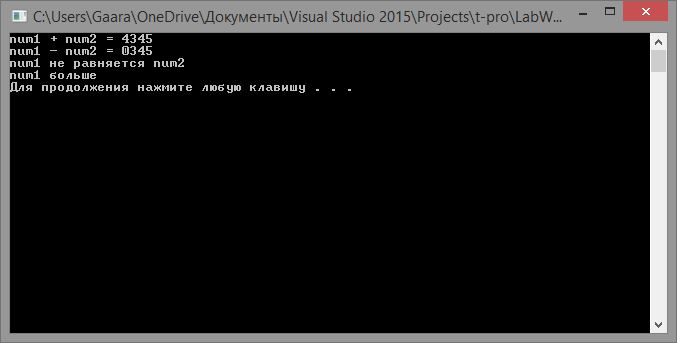 C:\Users\Gaara\OneDrive\Документы\Visual Studio 2015\Projects\t-pro\LabW...
num1 + num2 = 4345
num1 - num2 = 0345
num1 не равняется num2
num1 больше
Для продолжения нажмите любую клавишу . . .